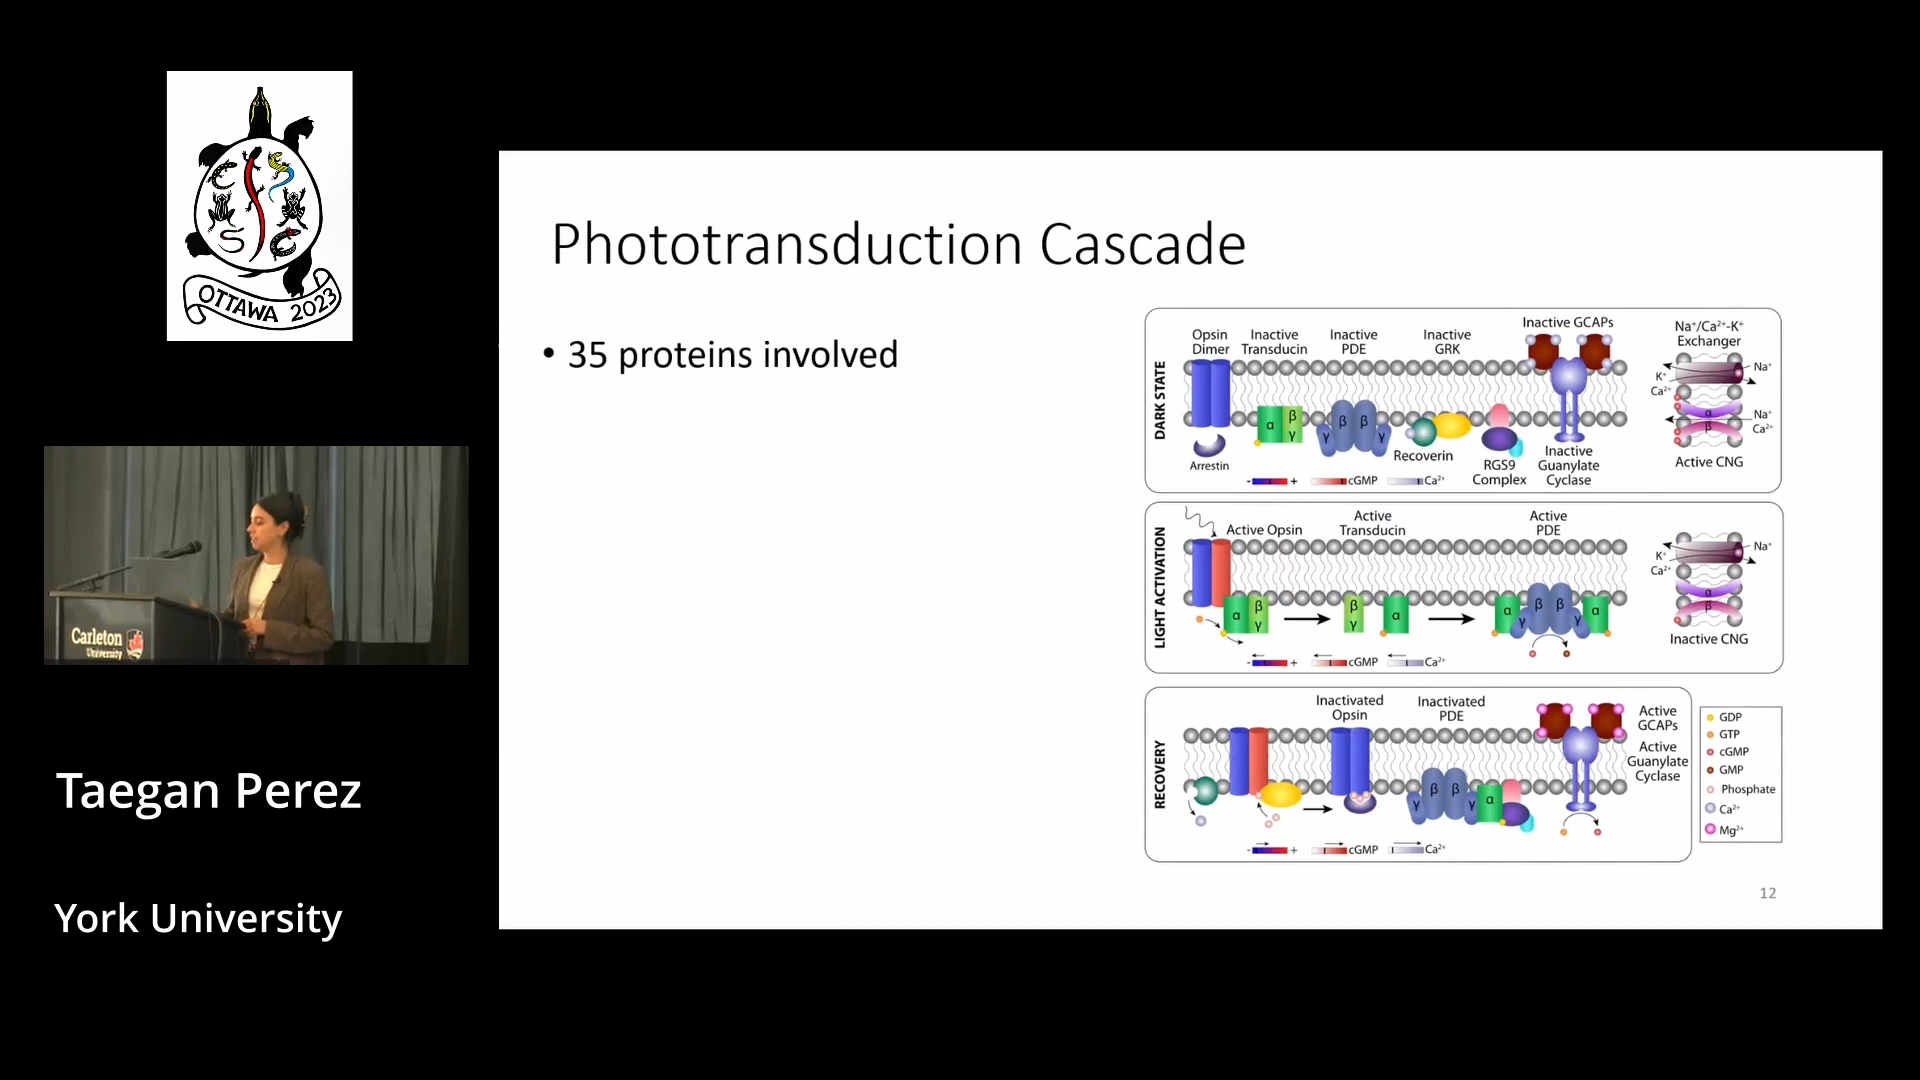 OTTAWA 2023
Carleton
University
Taegan Perez
York University
Phototransduction Cascade
• 35 proteins involved
DARK STATE
Opsin
Dimer
Inactive
Transducin
Inactive
PDE
Inactive
GRK
Inactive GCAPs
Na⁺/Ca²⁺-K⁺
Exchanger
α
β
γ
γ
β
β
γ
Arrestin
Recoverin
RGS9
Complex
Inactive
Guanylate
Cyclase
K⁺
Ca²⁺
Na⁺
α
β
Na⁺
Ca²⁺
Active CNG
- + cGMP Ca²⁺
LIGHT ACTIVATION
Active Opsin
Active
Transducin
Active
PDE
α
β
γ
β
γ
α
α
γ
β
β
γ
α
K⁺
Ca²⁺
Na⁺
α
β
Inactive CNG
- + cGMP Ca²⁺
RECOVERY
Inactivated
Opsin
Inactivated
PDE
Active
GCAPs
Active
Guanylate
Cyclase
γ
β
β
γ
α
- + cGMP Ca²⁺
GDP
GTP
cGMP
GMP
Phosphate
Ca²⁺
Mg²⁺
12